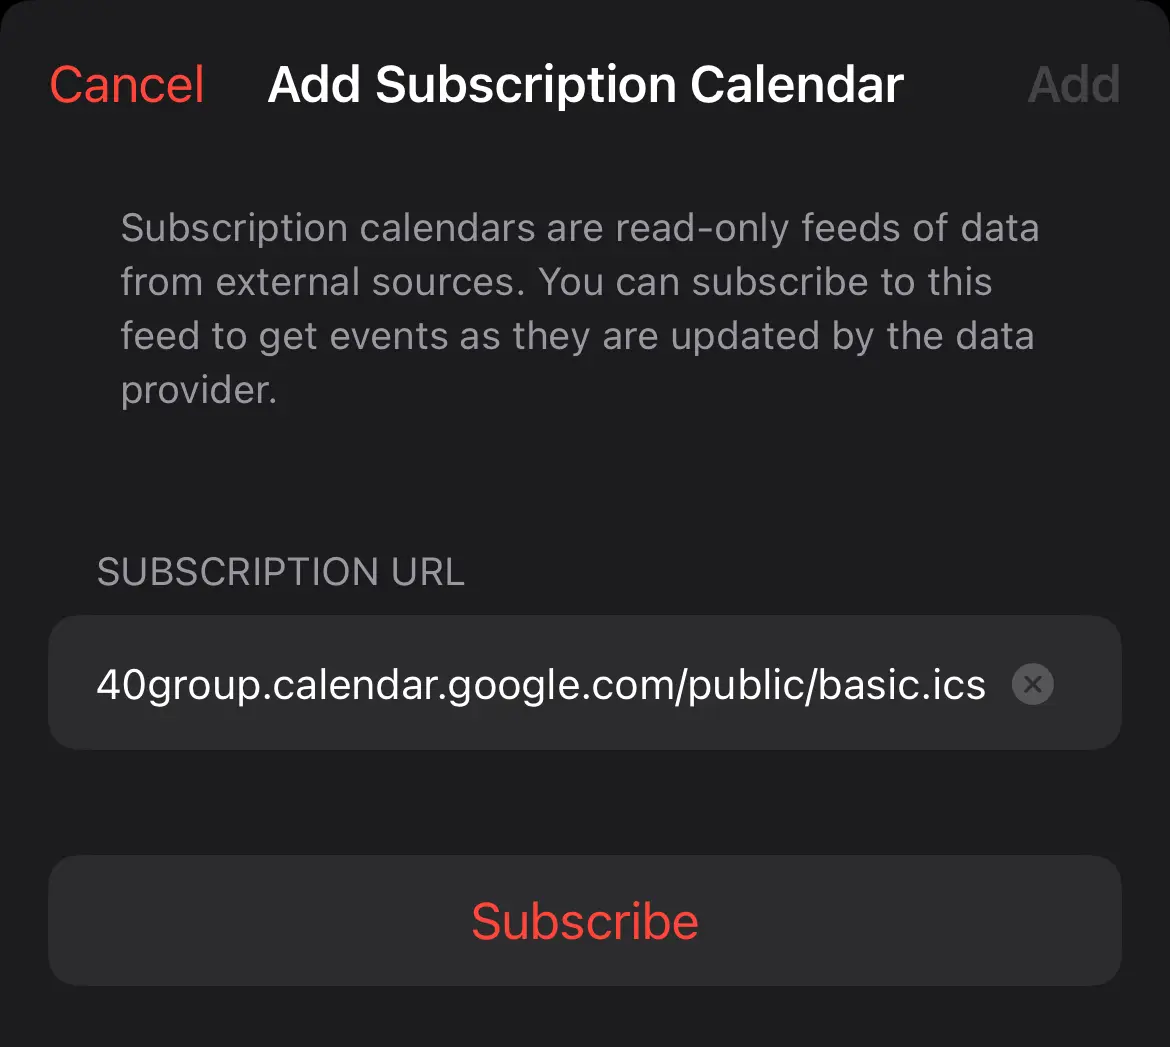 Cancel Add Subscription Calendar Add
Subscription calendars are read-only feeds of data
from external sources. You can subscribe to this
feed to get events as they are updated by the data
provider.
SUBSCRIPTION URL
40group.calendar.google.com/public/basic.ics
Subscribe